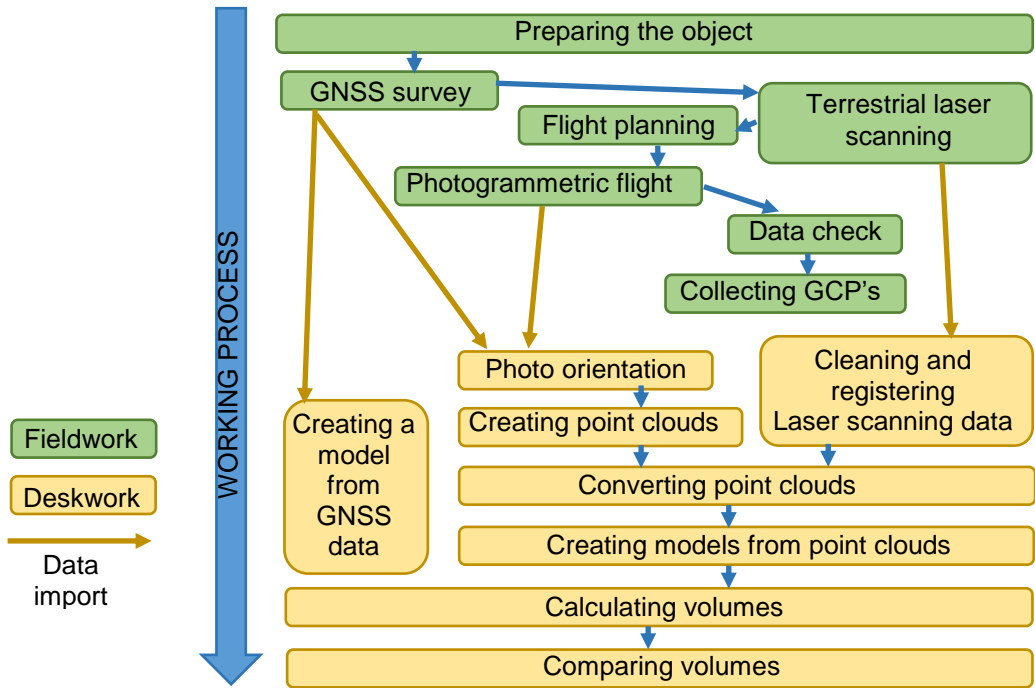 Preparing the object
GNSS survey
Terrestrial laser
scanning
Flight planning
Photogrammetric flight
Data check
Collecting GCP's
WORKING PROCESS
Photo orientation
Cleaning and
registering
Laser scanning data
Creating a
model
from
GNSS
data
Creating point clouds
Fieldwork
Deskwork
Data
import
Converting point clouds
Creating models from point clouds
Calculating volumes
Comparing volumes